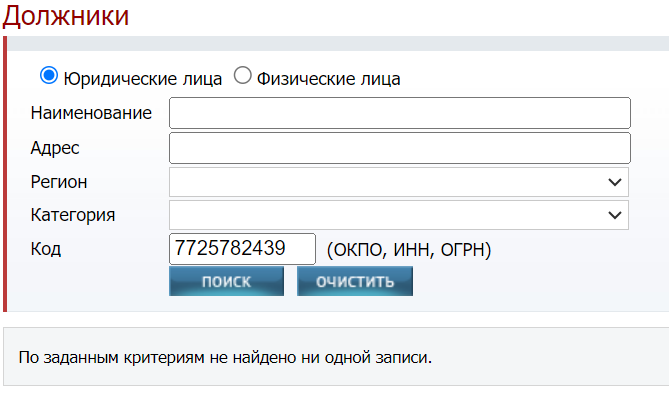 Должники
Юридические лица Физические лица
Наименование
Адрес
Регион
Категория
Код 7725782439 (ОКПО, ИНН, ОГРН)
ПОИСК ОЧИСТИТЬ
По заданным критериям не найдено ни одной записи.